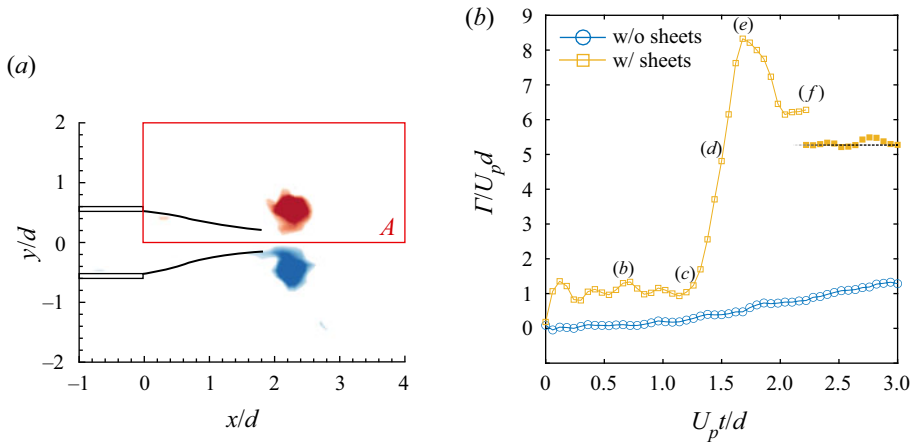 (a)
2
1
0
−1
−2
y/d
−1
0
1
2
3
4
x/d
A
(b)
9
8
7
6
5
4
3
2
1
0
Γ/U_p d
0
0.5
1.0
1.5
2.0
2.5
3.0
U_p t/d
w/o sheets
w/ sheets
(b)
(c)
(d)
(e)
(f)